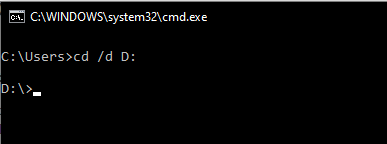 C:\WINDOWS\system32\cmd.exe
C:\Users>cd /d D:
D:\>